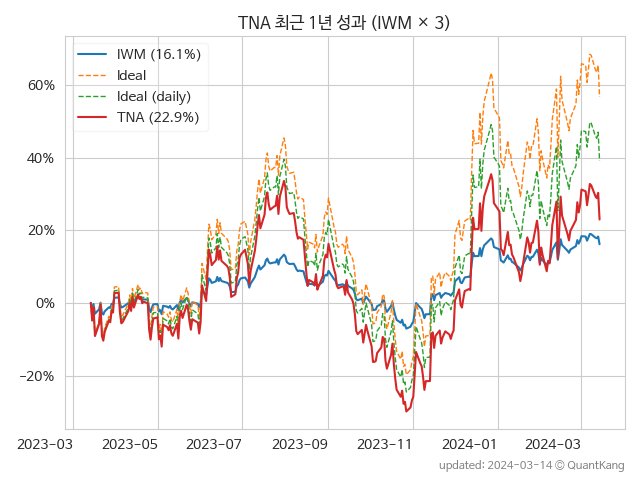 TNA 최근 1년 성과 (IWM × 3)
IWM (16.1%)
Ideal
Ideal (daily)
TNA (22.9%)
60%
40%
20%
0%
−20%
2023−03 2023−05 2023−07 2023−09 2023−11 2024−01 2024−03
updated: 2024-03-14 © QuantKang